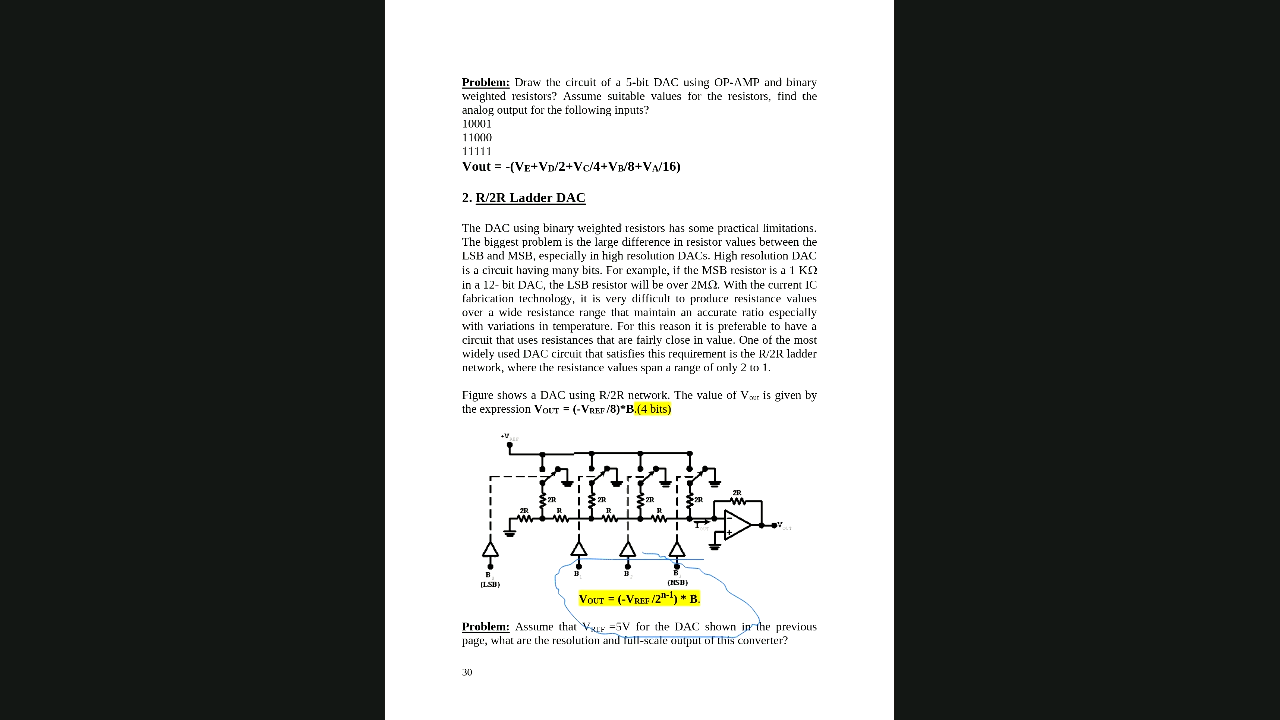 Problem: Draw the circuit of a 5-bit DAC using OP-AMP and binary
weighted resistors? Assume suitable values for the resistors, find the
analog output for the following inputs?
10001
11000
11111
Vout = -(VE+VD/2+VC/4+VB/8+VA/16)
2. R/2R Ladder DAC
The DAC using binary weighted resistors has some practical limitations.
The biggest problem is the large difference in resistor values between the
LSB and MSB, especially in high resolution DACs. High resolution DAC
is a circuit having many bits. For example, if the MSB resistor is a 1 KΩ
in a 12- bit DAC, the LSB resistor will be over 2MΩ. With the current IC
fabrication technology, it is very difficult to produce resistance values
over a wide resistance range that maintain an accurate ratio especially
with variations in temperature. For this reason it is preferable to have a
circuit that uses resistances that are fairly close in value. One of the most
widely used DAC circuit that satisfies this requirement is the R/2R ladder
network, where the resistance values span a range of only 2 to 1.
Figure shows a DAC using R/2R network. The value of Vout is given by
the expression VOUT = (-VREF /8)*B.(4 bits)
+VREF
2R 2R 2R 2R 2R
2R R R R I
- + VOUT
B B B B
(LSB) (MSB)
VOUT = (-VREF /2^n-1) * B.
Problem: Assume that VREF =5V for the DAC shown in the previous
page, what are the resolution and full-scale output of this converter?
30